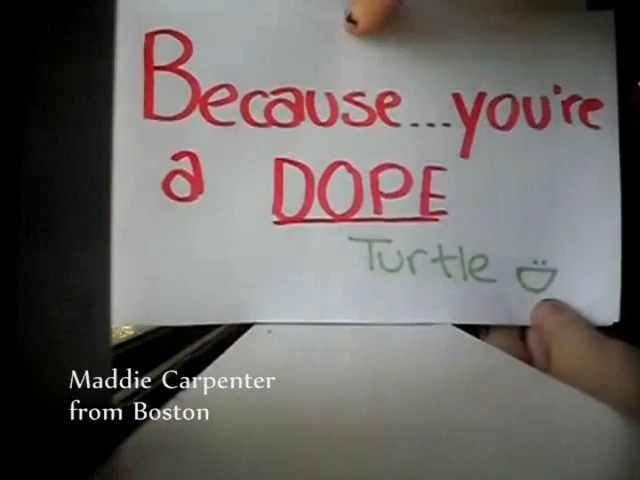 Because...you're
a DOPE
Turtle
Maddie Carpenter
from Boston